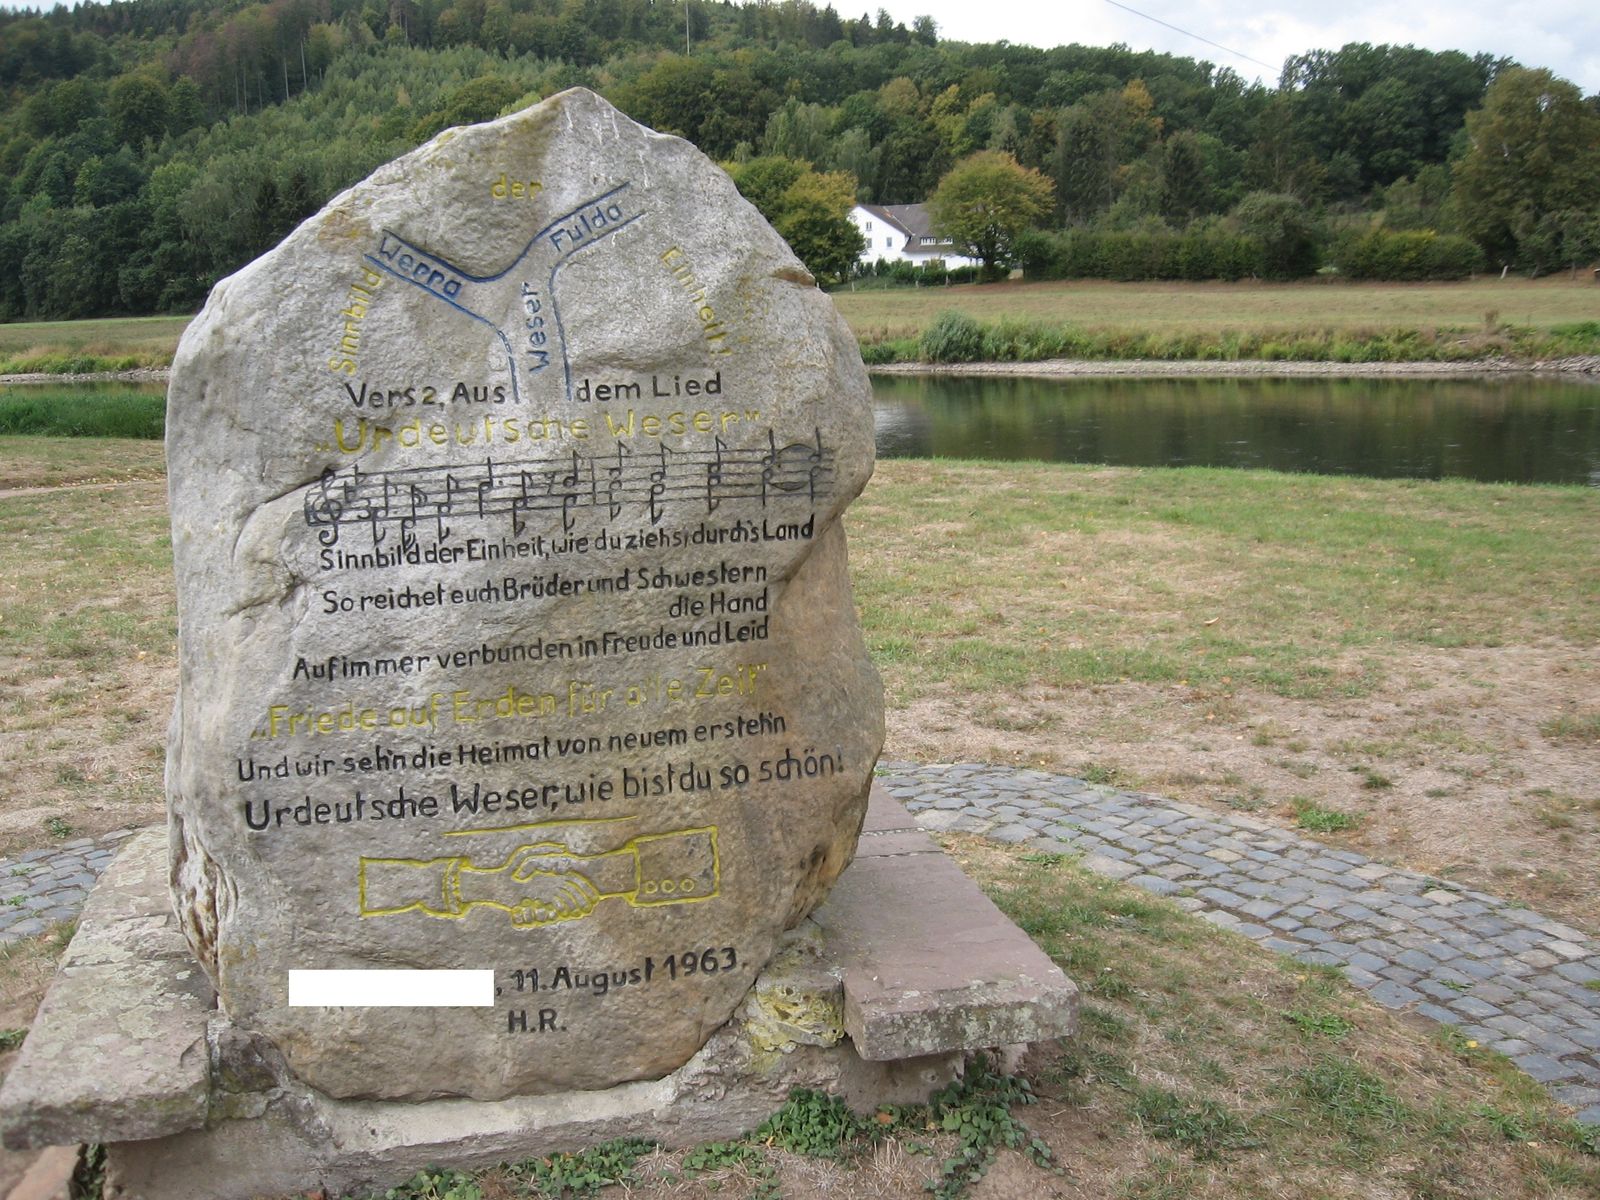 der
Sinnbild
Einheit!
Werra
Fulda
Weser
Vers 2, Aus dem Lied
„Urdeutsche Weser"
Sinnbild der Einheit, wie du ziehst durch's Land
So reichet euch Brüder und Schwestern
die Hand
Auf immer verbunden in Freude und Leid
„Friede auf Erden für alle Zeit"
Und wir seh'n die Heimat von neuem ersteh'n
Urdeutsche Weser, wie bist du so schön!
, 11. August 1963.
H.R.